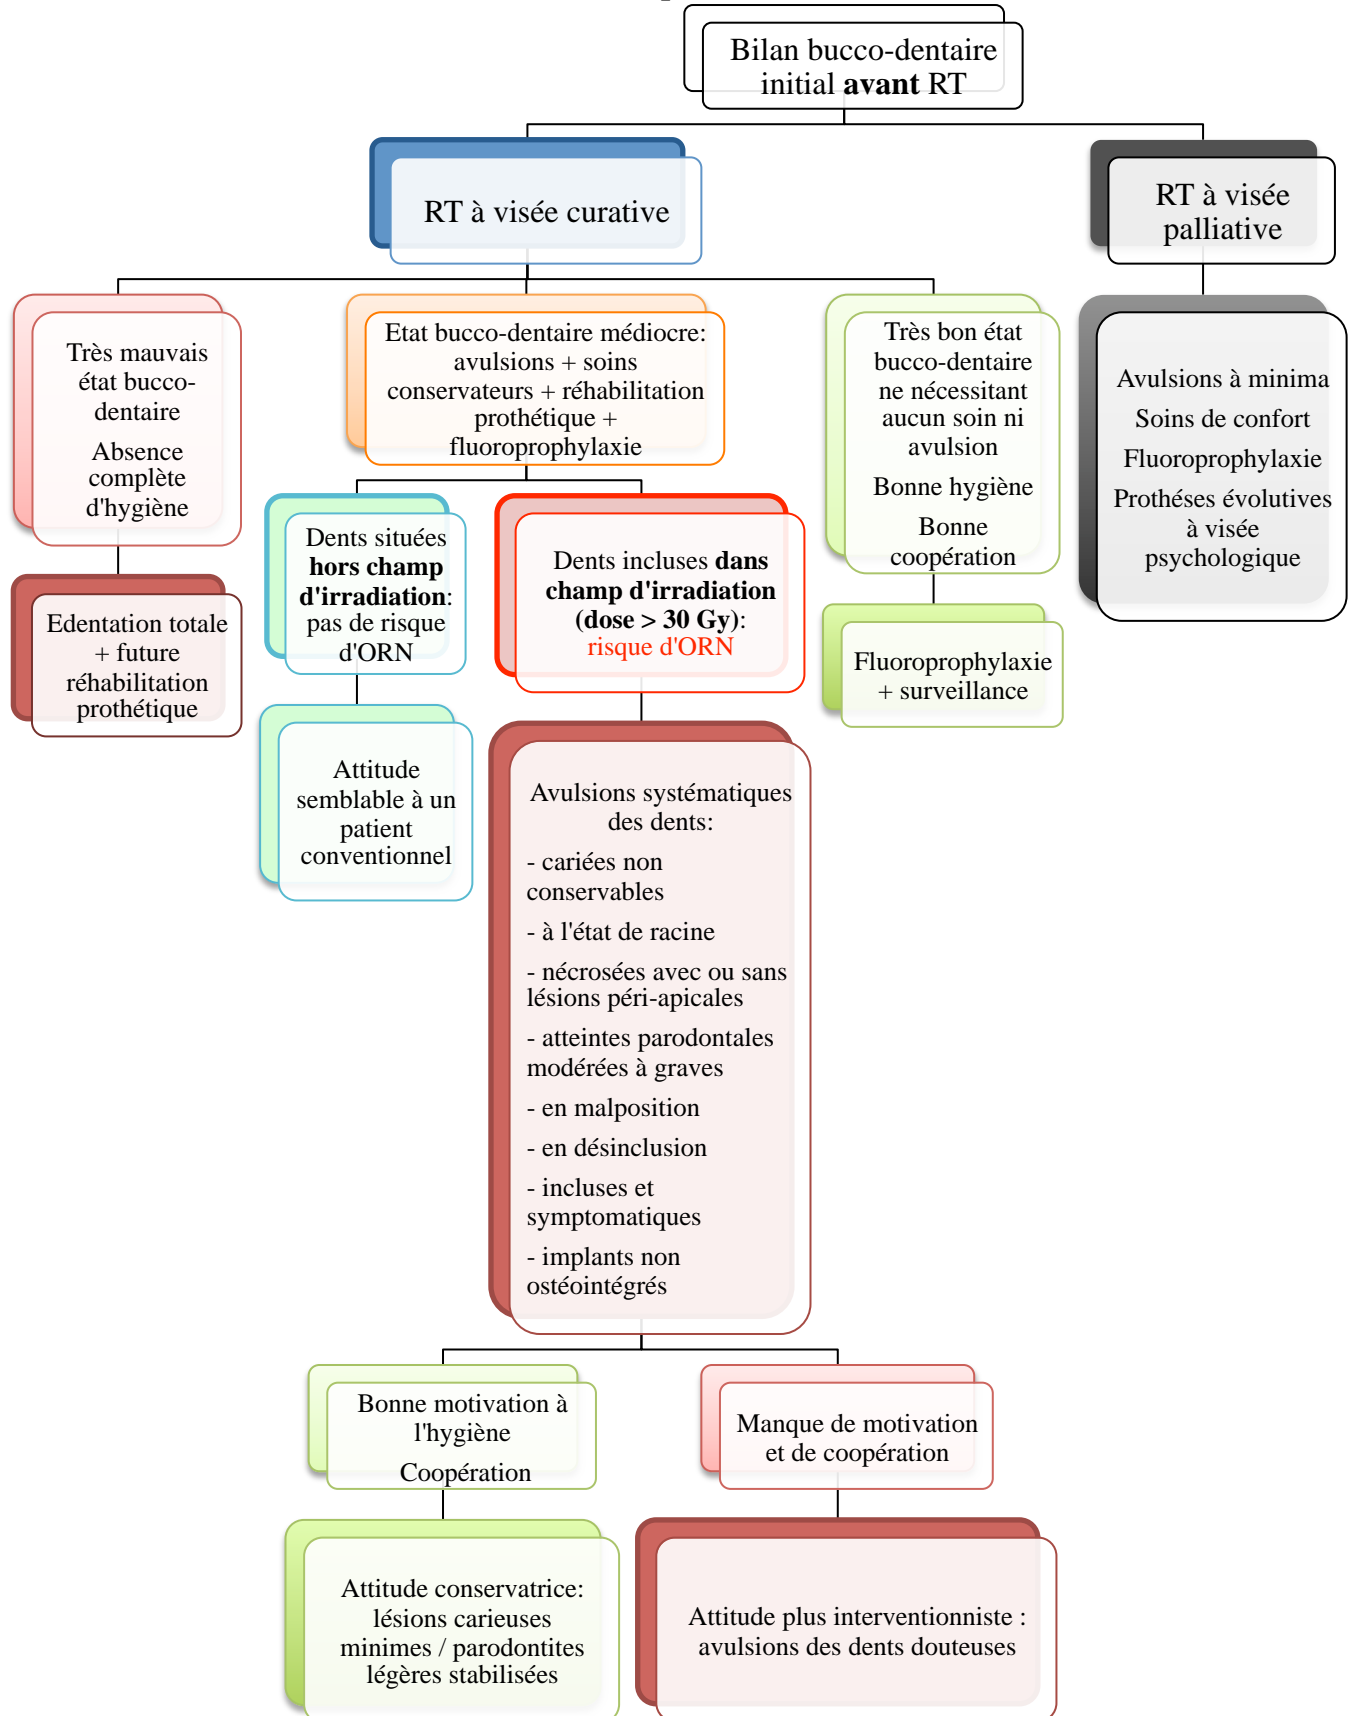 Bilan bucco-dentaire
initial avant RT
RT à visée curative
RT à visée
palliative
Très mauvais
état bucco-
dentaire
Absence
complète
d'hygiène
Etat bucco-dentaire médiocre:
avulsions + soins
conservateurs + réhabilitation
prothétique +
fluoroprophylaxie
Très bon état
bucco-dentaire
ne nécessitant
aucun soin ni
avulsion
Bonne hygiène
Bonne
coopération
Avulsions à minima
Soins de confort
Fluoroprophylaxie
Prothéses évolutives
à visée
psychologique
Edentation totale
+ future
réhabilitation
prothétique
Dents situées
hors champ
d'irradiation:
pas de risque
d'ORN
Dents incluses dans
champ d'irradiation
(dose > 30 Gy):
risque d'ORN
Fluoroprophylaxie
+ surveillance
Attitude
semblable à un
patient
conventionnel
Avulsions systématiques
des dents:
- cariées non
conservables
- à l'état de racine
- nécrosées avec ou sans
lésions péri-apicales
- atteintes parodontales
modérées à graves
- en malposition
- en désinclusion
- incluses et
symptomatiques
- implants non
ostéointégrés
Bonne motivation à
l'hygiène
Coopération
Manque de motivation
et de coopération
Attitude conservatrice:
lésions carieuses
minimes / parodontites
légères stabilisées
Attitude plus interventionniste :
avulsions des dents douteuses